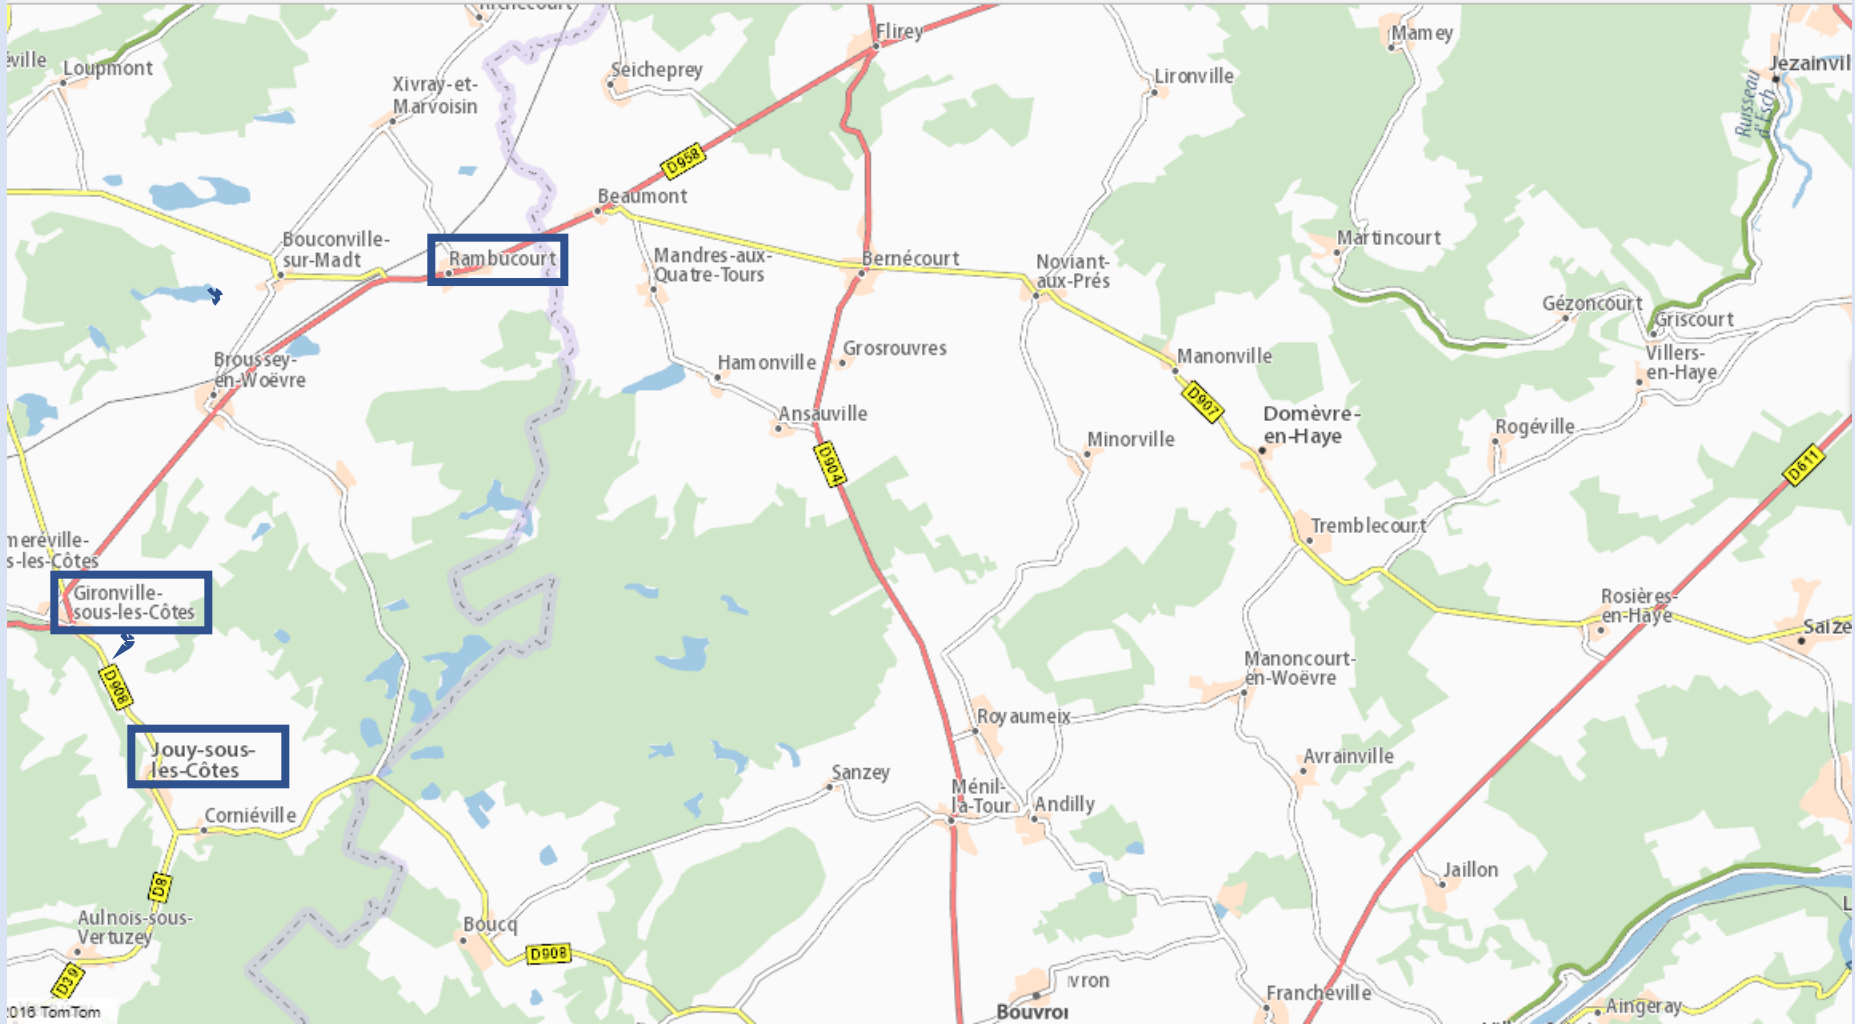 Richecourt
Flirey
Mamey
éville
Loupmont
Seicheprey
Xivray-et-
Marvoisin
Lironville
Jezainvil
Ruisseau
d'Esch
D958
Beaumont
Bouconville-
sur-Madt
Rambucourt
Mandres-aux-
Quatre-Tours
Bernécourt
Noviant-
aux-Prés
Martincourt
Gézoncourt
Griscourt
Villers-
en-Haye
Broussey-
en-Woëvre
Hamonville
Grosrouvres
Manonville
D907
Ansauville
Domèvre-
en-Haye
Minorville
Rogéville
D904
D611
Tremblecourt
meréville-
s-les-Côtes
Gironville-
sous-les-Côtes
Rosières-
en-Haye
Saize
D908
Manoncourt-
en-Woëvre
Royaumeix
Jouy-sous-
les-Côtes
Avrainville
Sanzey
Ménil-
la-Tour
Andilly
Corniéville
D8
Jaillon
Aulnois-sous-
Vertuzey
Boucq
D908
D39
vron
Bouvron
Francheville
Aingeray
2016 TomTom